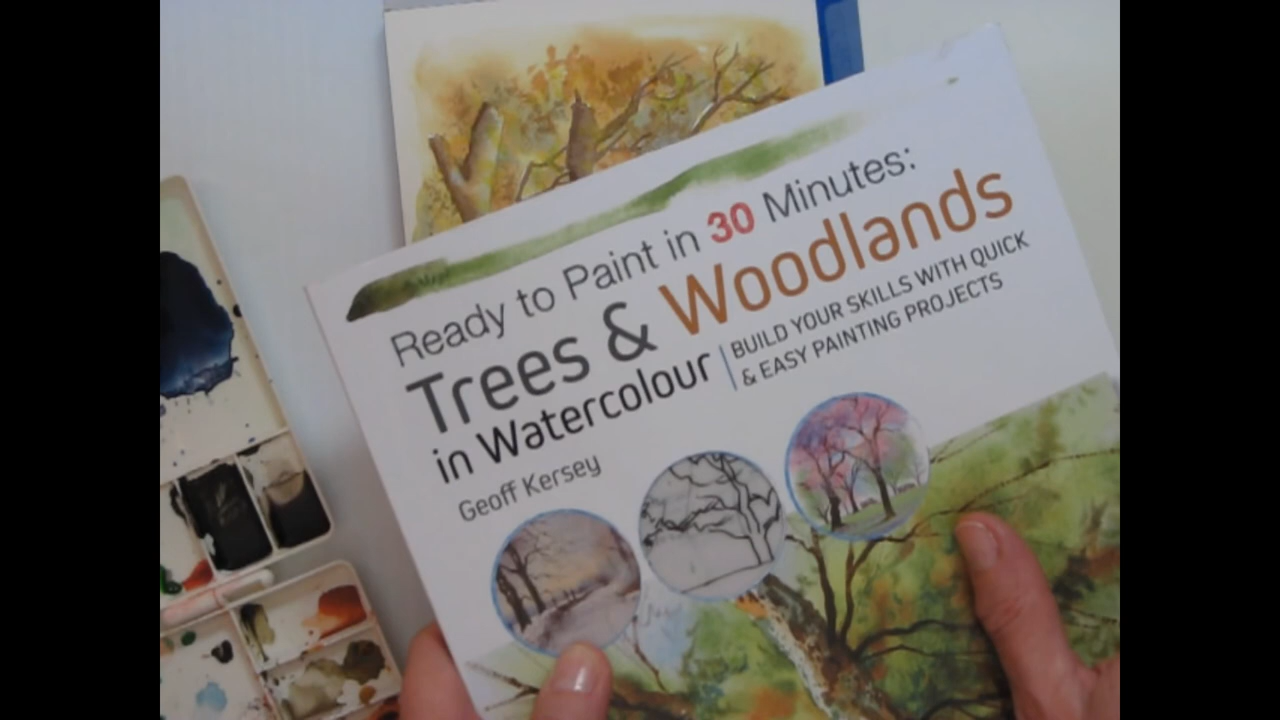 Ready to Paint in 30 Minutes:
Trees & Woodlands
in Watercolour
BUILD YOUR SKILLS WITH QUICK
& EASY PAINTING PROJECTS
Geoff Kersey